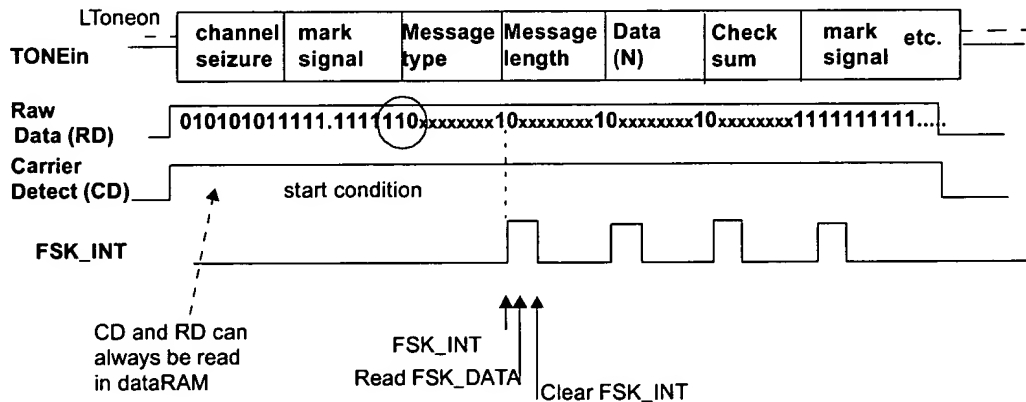 LToneon
TONEin
channel seizure
mark signal
Message type
Message length
Data (N)
Check sum
mark signal
etc.
Raw Data (RD)
010101011111.1111110xxxxxxxx10xxxxxxxx10xxxxxxxx10xxxxxxxx1111111111.....
Carrier Detect (CD)
start condition
FSK_INT
CD and RD can
always be read
in dataRAM
FSK_INT
Read FSK_DATA
Clear FSK_INT